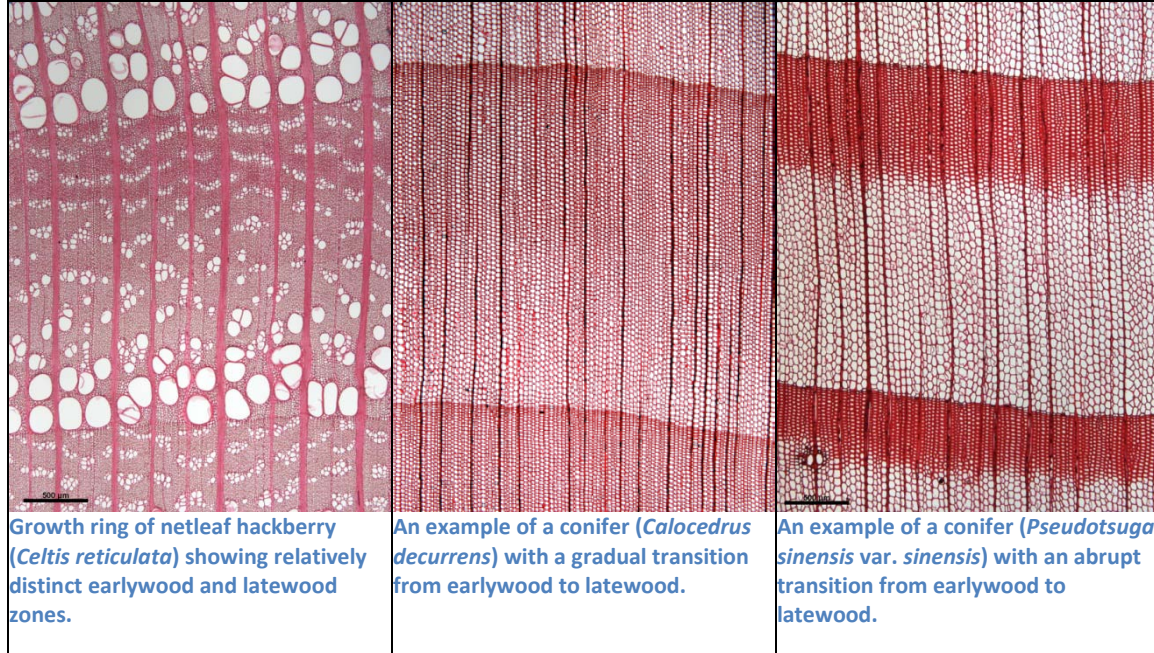 500 µm
500 µm
Growth ring of netleaf hackberry
(Celtis reticulata) showing relatively
distinct earlywood and latewood
zones.
An example of a conifer (Calocedrus
decurrens) with a gradual transition
from earlywood to latewood.
An example of a conifer (Pseudotsuga
sinensis var. sinensis) with an abrupt
transition from earlywood to
latewood.